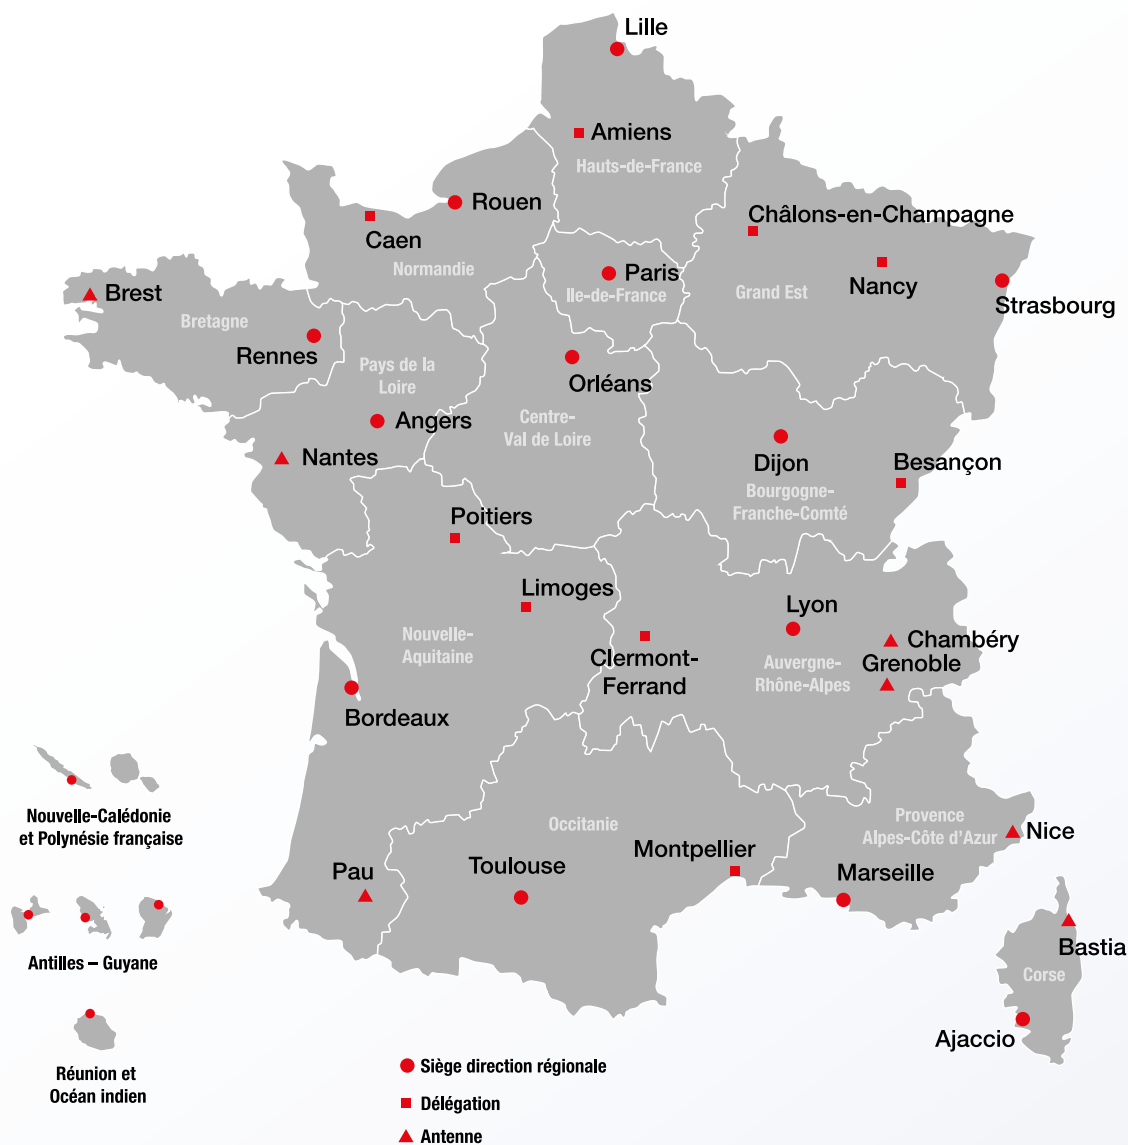 Lille
Amiens
Hauts-de-France
Rouen
Caen
Normandie
Châlons-en-Champagne
Nancy
Grand Est
Strasbourg
Paris
Ile-de-France
Brest
Bretagne
Rennes
Pays de la
Loire
Angers
Nantes
Orléans
Centre-
Val de Loire
Dijon
Besançon
Bourgogne-
Franche-Comté
Poitiers
Limoges
Nouvelle-
Aquitaine
Bordeaux
Lyon
Chambéry
Grenoble
Clermont-
Ferrand
Auvergne-
Rhône-Alpes
Nouvelle-Calédonie
et Polynésie française
Occitanie
Provence
Alpes-Côte d'Azur
Nice
Montpellier
Pau
Toulouse
Marseille
Bastia
Corse
Ajaccio
Antilles – Guyane
Réunion et
Océan indien
Siège direction régionale
Délégation
Antenne